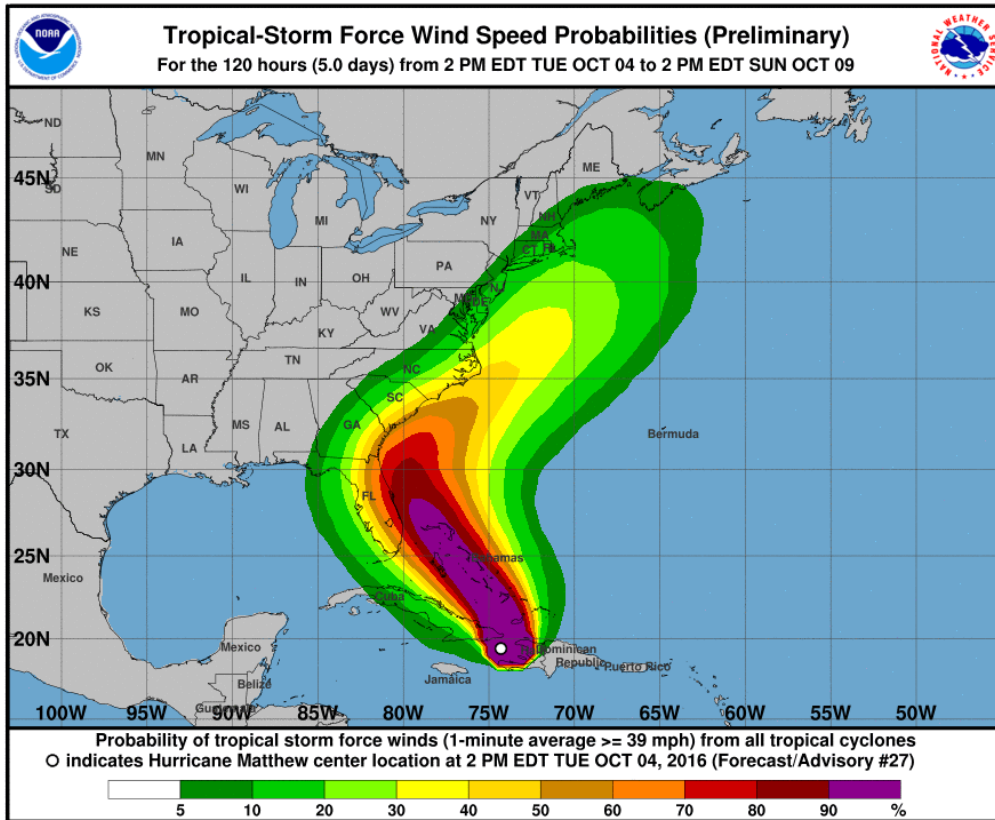 Tropical-Storm Force Wind Speed Probabilities (Preliminary)
For the 120 hours (5.0 days) from 2 PM EDT TUE OCT 04 to 2 PM EDT SUN OCT 09
NOAA
NATIONAL WEATHER SERVICE
ND
MN
ME
45N
SD
WI
VT
MI
NY
NH
MA
CT
RI
NE
IA
PA
40N
IL
IN
OH
NJ
DE
KS
MO
WV
VA
KY
OK
TN
NC
35N
AR
SC
TX
MS
AL
GA
Bermuda
LA
30N
FL
25N
Bahamas
Mexico
Cuba
20N
Mexico
Dominican
Republic
Puerto Rico
Jamaica
Belize
Guatemala
100W 95W 90W 85W 80W 75W 70W 65W 60W 55W 50W
Probability of tropical storm force winds (1-minute average >= 39 mph) from all tropical cyclones
indicates Hurricane Matthew center location at 2 PM EDT TUE OCT 04, 2016 (Forecast/Advisory #27)
5 10 20 30 40 50 60 70 80 90 %